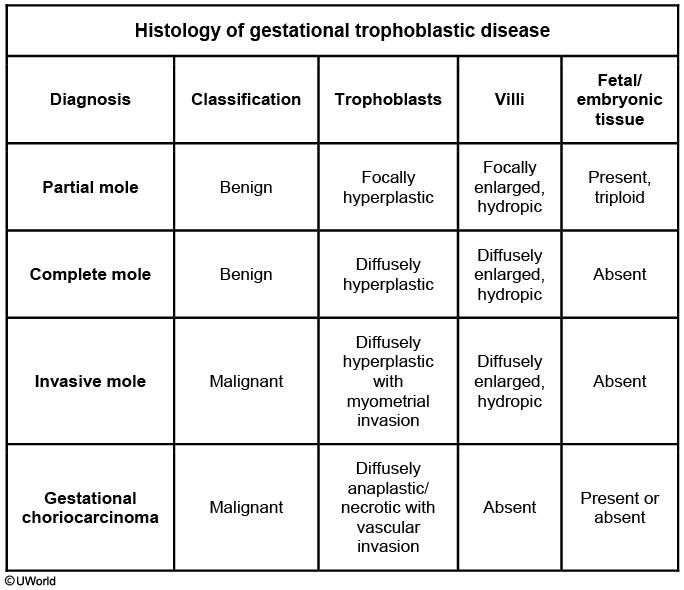 Histology of gestational trophoblastic disease
Diagnosis
Classification
Trophoblasts
Villi
Fetal/
embryonic
tissue
Partial mole
Benign
Focally
hyperplastic
Focally
enlarged,
hydropic
Present,
triploid
Complete mole
Benign
Diffusely
hyperplastic
Diffusely
enlarged,
hydropic
Absent
Invasive mole
Malignant
Diffusely
hyperplastic
with
myometrial
invasion
Diffusely
enlarged,
hydropic
Absent
Gestational
choriocarcinoma
Malignant
Diffusely
anaplastic/
necrotic with
vascular
invasion
Absent
Present or
absent
©UWorld